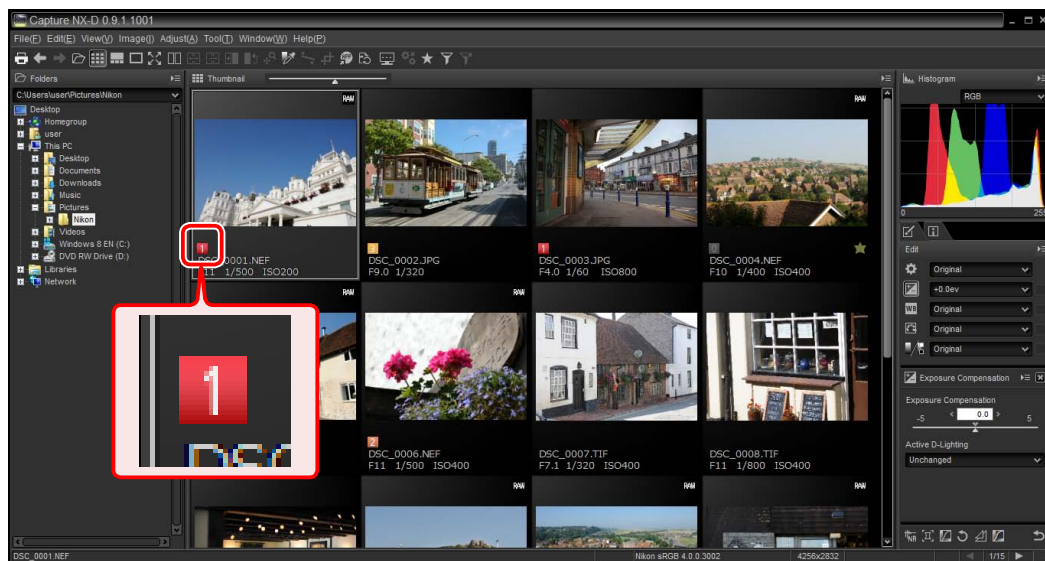 Capture NX-D 0.9.1.1001
File(F) Edit(E) View(V) Image(I) Adjust(A) Tool(T) Window(W) Help(P)
Folders
Thumbnail
Histogram
C:\Users\user\Pictures\Nikon
RGB
Desktop
Homegroup
user
This PC
Desktop
Documents
Downloads
Music
Pictures
Nikon
Videos
Windows 8 EN (C:)
DVD RW Drive (D:)
Libraries
Network
RAW
RAW
1
DSC_0001.NEF
F11 1/500 ISO200
3
DSC_0002.JPG
F9.0 1/320
1
DSC_0003.JPG
F4.0 1/60 ISO800
0
DSC_0004.NEF
F10 1/400 ISO400
0
255
Edit
Original
+0.0ev
WB
Original
Original
Original
Exposure Compensation
Exposure Compensation
-5
0.0
5
Active D-Lighting
Unchanged
RAW
RAW
1
2
DSC_0006.NEF
F11 1/500 ISO400
DSC_0007.TIF
F7.1 1/320 ISO400
DSC_0008.TIF
F11 1/800 ISO400
RAW
RAW
RAW
RAW
NR
DSC_0001.NEF
Nikon sRGB 4.0.0.3002
4256x2832
1/15